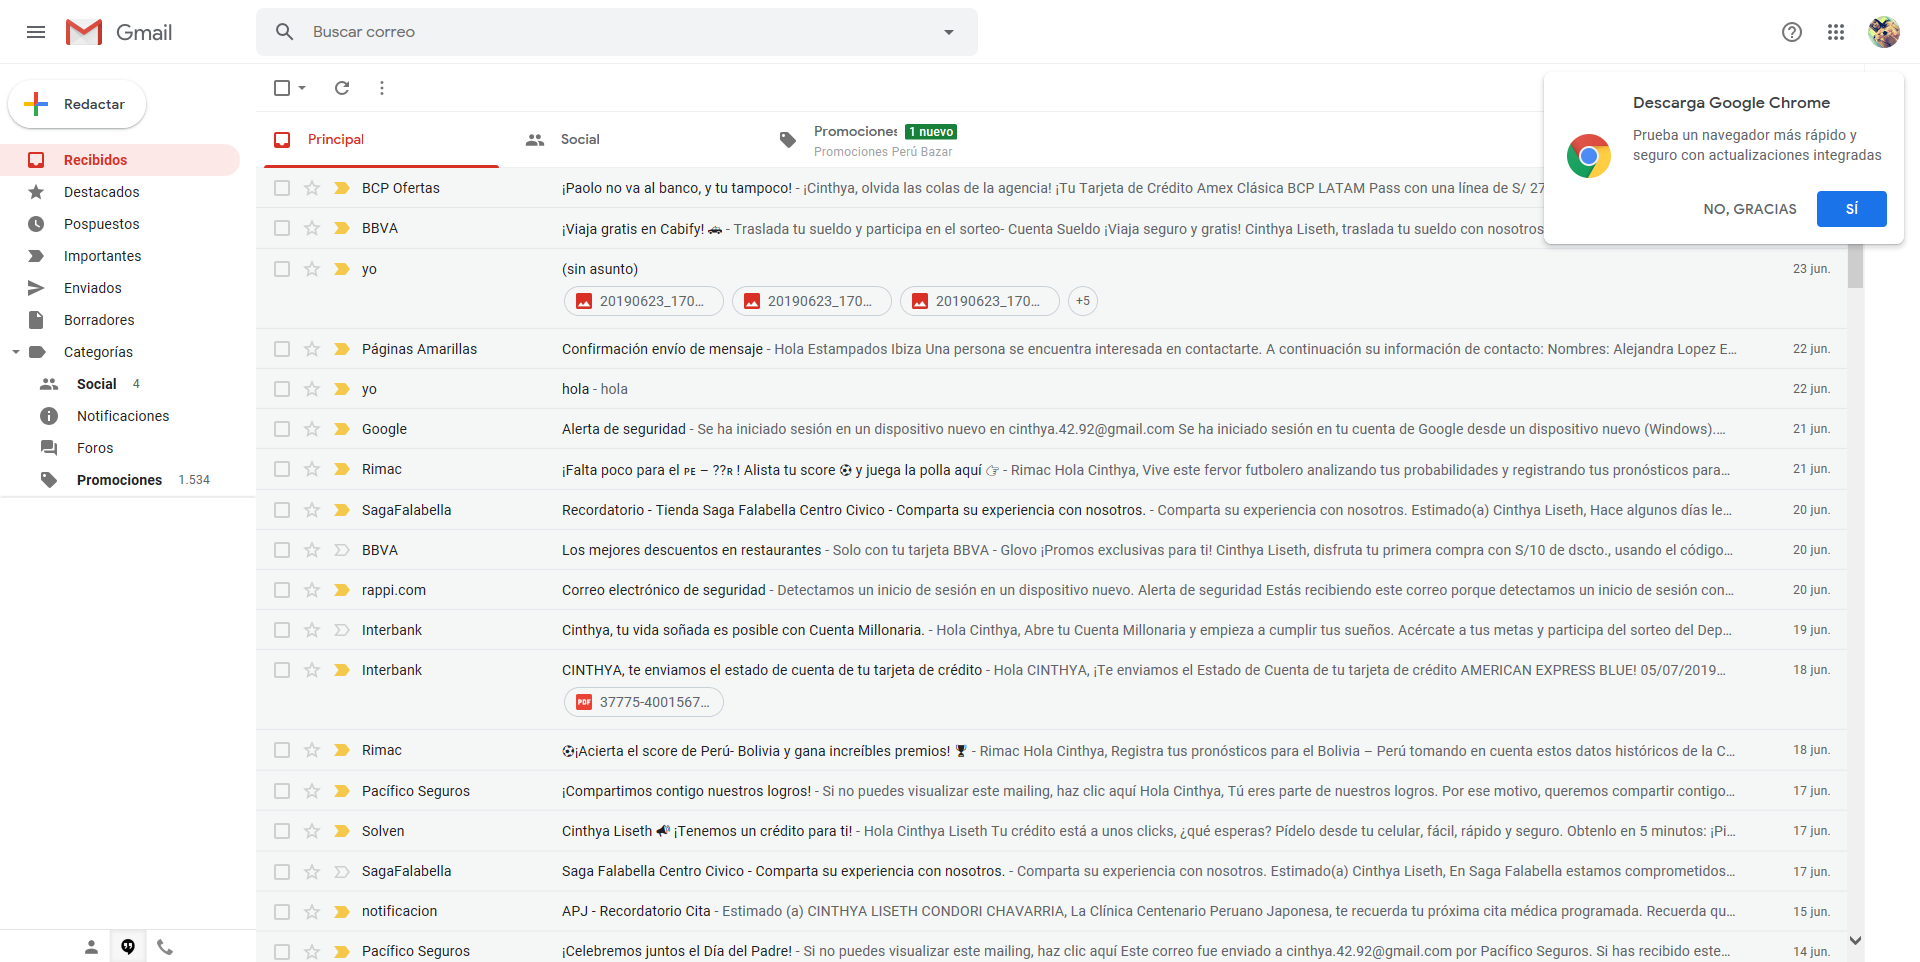 Gmail
Buscar correo
Redactar
Descarga Google Chrome
Prueba un navegador más rápido y
seguro con actualizaciones integradas
NO, GRACIAS SÍ
Recibidos
Destacados
Pospuestos
Importantes
Enviados
Borradores
Categorías
Social 4
Notificaciones
Foros
Promociones 1.534
Principal
Social
Promociones 1 nuevo
Promociones Perú Bazar
BCP Ofertas ¡Paolo no va al banco, y tu tampoco! - ¡Cinthya, olvida las colas de la agencia! ¡Tu Tarjeta de Crédito Amex Clásica BCP LATAM Pass con una línea de S/ 27
BBVA ¡Viaja gratis en Cabify! 🚕 - Traslada tu sueldo y participa en el sorteo- Cuenta Sueldo ¡Viaja seguro y gratis! Cinthya Liseth, traslada tu sueldo con nosotros
yo (sin asunto) 23 jun.
20190623_170... 20190623_170... 20190623_170... +5
Páginas Amarillas Confirmación envío de mensaje - Hola Estampados Ibiza Una persona se encuentra interesada en contactarte. A continuación su información de contacto: Nombres: Alejandra Lopez E... 22 jun.
yo hola - hola 22 jun.
Google Alerta de seguridad - Se ha iniciado sesión en un dispositivo nuevo en cinthya.42.92@gmail.com Se ha iniciado sesión en tu cuenta de Google desde un dispositivo nuevo (Windows).... 21 jun.
Rimac ¡Falta poco para el ᴘᴇ – ??ʀ ! Alista tu score ⚽ y juega la polla aquí 👉 - Rimac Hola Cinthya, Vive este fervor futbolero analizando tus probabilidades y registrando tus pronósticos para... 21 jun.
SagaFalabella Recordatorio - Tienda Saga Falabella Centro Civico - Comparta su experiencia con nosotros. - Comparta su experiencia con nosotros. Estimado(a) Cinthya Liseth, Hace algunos días le... 20 jun.
BBVA Los mejores descuentos en restaurantes - Solo con tu tarjeta BBVA - Glovo ¡Promos exclusivas para ti! Cinthya Liseth, disfruta tu primera compra con S/10 de dscto., usando el código... 20 jun.
rappi.com Correo electrónico de seguridad - Detectamos un inicio de sesión en un dispositivo nuevo. Alerta de seguridad Estás recibiendo este correo porque detectamos un inicio de sesión con... 20 jun.
Interbank Cinthya, tu vida soñada es posible con Cuenta Millonaria. - Hola Cinthya, Abre tu Cuenta Millonaria y empieza a cumplir tus sueños. Acércate a tus metas y participa del sorteo del Dep... 19 jun.
Interbank CINTHYA, te enviamos el estado de cuenta de tu tarjeta de crédito - Hola CINTHYA, ¡Te enviamos el Estado de Cuenta de tu tarjeta de crédito AMERICAN EXPRESS BLUE! 05/07/2019... 18 jun.
PDF 37775-4001567...
Rimac ⚽¡Acierta el score de Perú- Bolivia y gana increíbles premios! 🏆 - Rimac Hola Cinthya, Registra tus pronósticos para el Bolivia – Perú tomando en cuenta estos datos históricos de la C... 18 jun.
Pacífico Seguros ¡Compartimos contigo nuestros logros! - Si no puedes visualizar este mailing, haz clic aquí Hola Cinthya, Tú eres parte de nuestros logros. Por ese motivo, queremos compartir contigo... 17 jun.
Solven Cinthya Liseth 📢 ¡Tenemos un crédito para ti! - Hola Cinthya Liseth Tu crédito está a unos clicks, ¿qué esperas? Pídelo desde tu celular, fácil, rápido y seguro. Obtenlo en 5 minutos: ¡Pi... 17 jun.
SagaFalabella Saga Falabella Centro Civico - Comparta su experiencia con nosotros. - Comparta su experiencia con nosotros. Estimado(a) Cinthya Liseth, En Saga Falabella estamos comprometidos... 17 jun.
notificacion APJ - Recordatorio Cita - Estimado (a) CINTHYA LISETH CONDORI CHAVARRIA, La Clínica Centenario Peruano Japonesa, te recuerda tu próxima cita médica programada. Recuerda qu... 15 jun.
Pacífico Seguros ¡Celebremos juntos el Día del Padre! - Si no puedes visualizar este mailing, haz clic aquí Este correo fue enviado a cinthya.42.92@gmail.com por Pacífico Seguros. Si has recibido este... 14 jun.